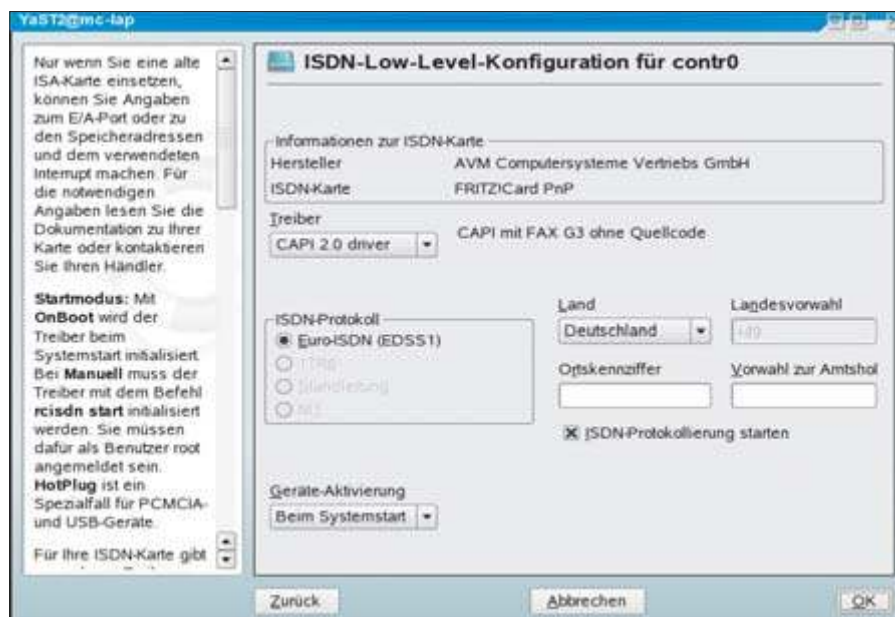 YaST2@mc-lap
Nur wenn Sie eine alte
ISA-Karte einsetzen,
können Sie Angaben
zum E/A-Port oder zu
den Speicheradressen
und dem verwendeten
Interrupt machen. Für
die notwendigen
Angaben lesen Sie die
Dokumentation zu Ihrer
Karte oder kontaktieren
Sie Ihren Händler.
Startmodus: Mit
OnBoot wird der
Treiber beim
Systemstart initialisiert
Bei Manuell muss der
Treiber mit dem Befehl
rcisdn start initialisiert
werden. Sie müssen
dafür als Benutzer root
angemeldet sein.
HotPlug ist ein
Spezialfall für PCMCIA-
und USB-Geräte.
Für Ihre ISDN-Karte gibt
ISDN-Low-Level-Konfiguration für contr0
Informationen zur ISDN-Karte
Hersteller AVM Computersysteme Vertriebs GmbH
ISDN-Karte FRITZ!Card PnP
Treiber
CAPI 2.0 driver CAPI mit FAX G3 ohne Quellcode
ISDN-Protokoll
Euro-ISDN (EDSS1)
1TR6
Standleitung
NI1
Land Landesvorwahl
Deutschland +49
Ortskennziffer Vorwahl zur Amtshol
ISDN-Protokollierung starten
Geräte-Aktivierung
Beim Systemstart
Zurück Abbrechen OK